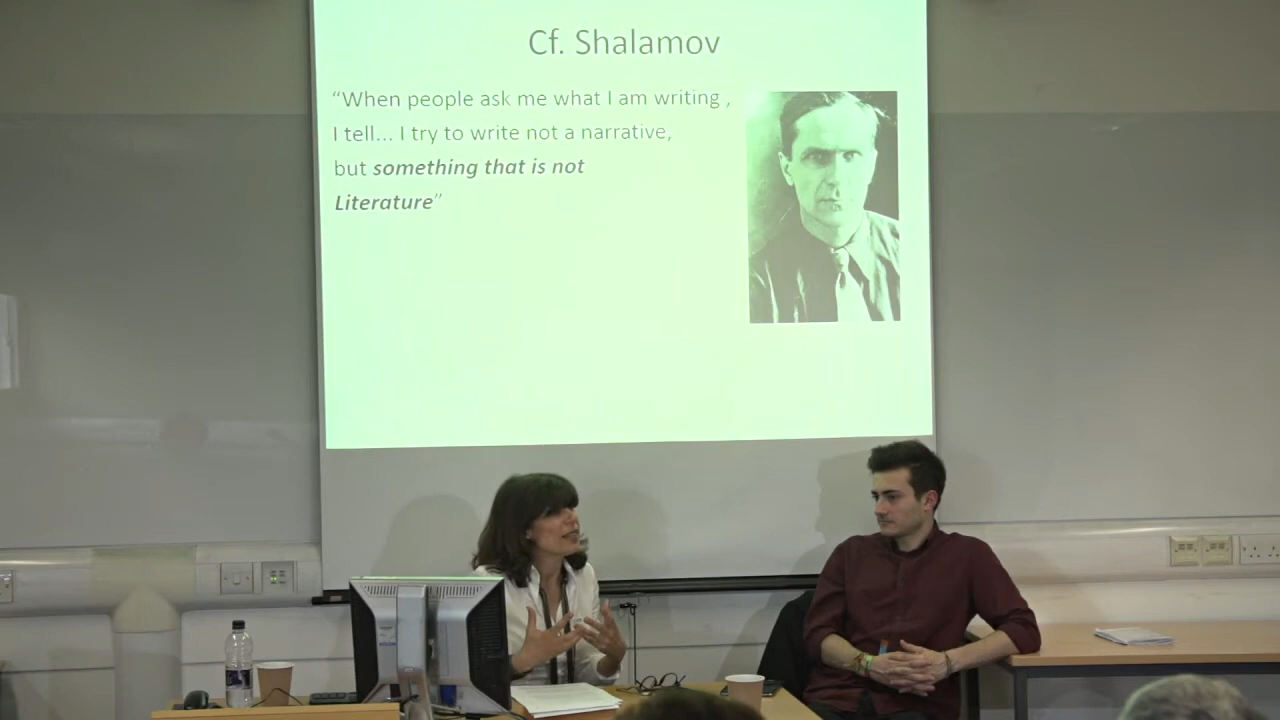 Cf. Shalamov
“When people ask me what I am writing ,
I tell... I try to write not a narrative,
but something that is not
Literature”